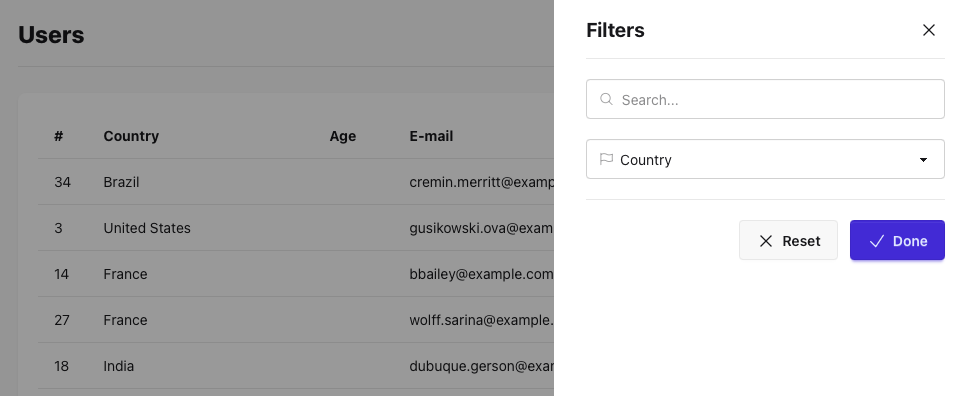 Users
# Country Age E-mail
34 Brazil cremin.merritt@examp
3 United States gusikowski.ova@exam
14 France bbailey@example.com
27 France wolff.sarina@example.
18 India dubuque.gerson@exar
Filters
Search...
Country
Reset Done